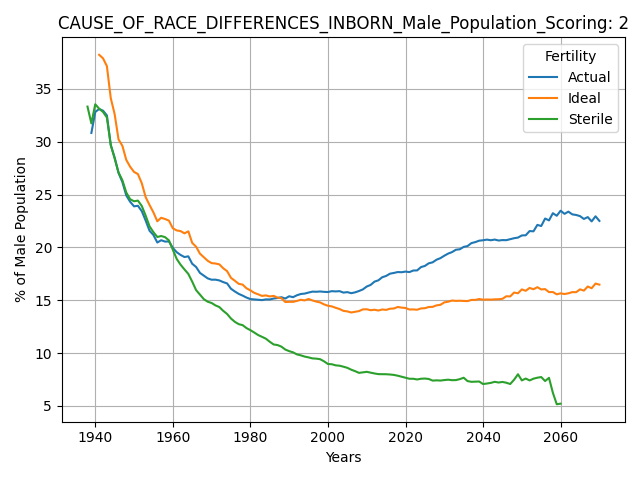 CAUSE_OF_RACE_DIFFERENCES_INBORN_Male_Population_Scoring: 2
Fertility
Actual
Ideal
Sterile
% of Male Population
35
30
25
20
15
10
5
1940 1960 1980 2000 2020 2040 2060
Years